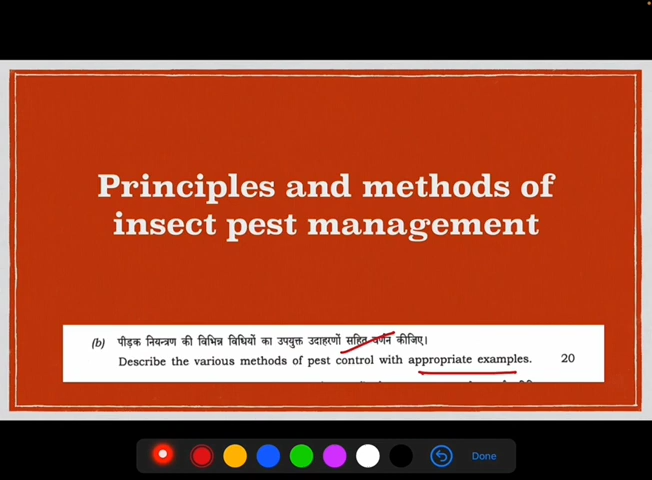 Principles and methods of
insect pest management
(b) पीड़क नियन्त्रण की विभिन्न विधियों का उपयुक्त उदाहरणों सहित वर्णन कीजिए।
Describe the various methods of pest control with appropriate examples. 20
Done